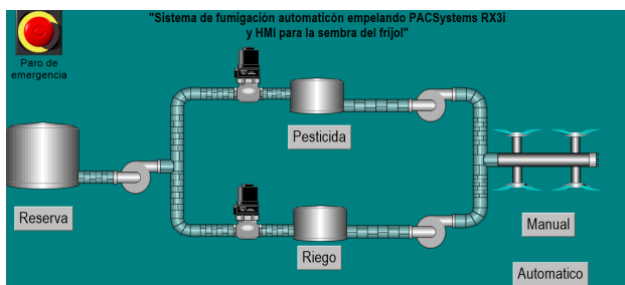 "Sistema de fumigación automaticòn empelando PACSystems RX3i
y HMI para la sembra del frijol"
Paro de
emergencia
Pesticida
Reserva
Manual
Riego
Automatico